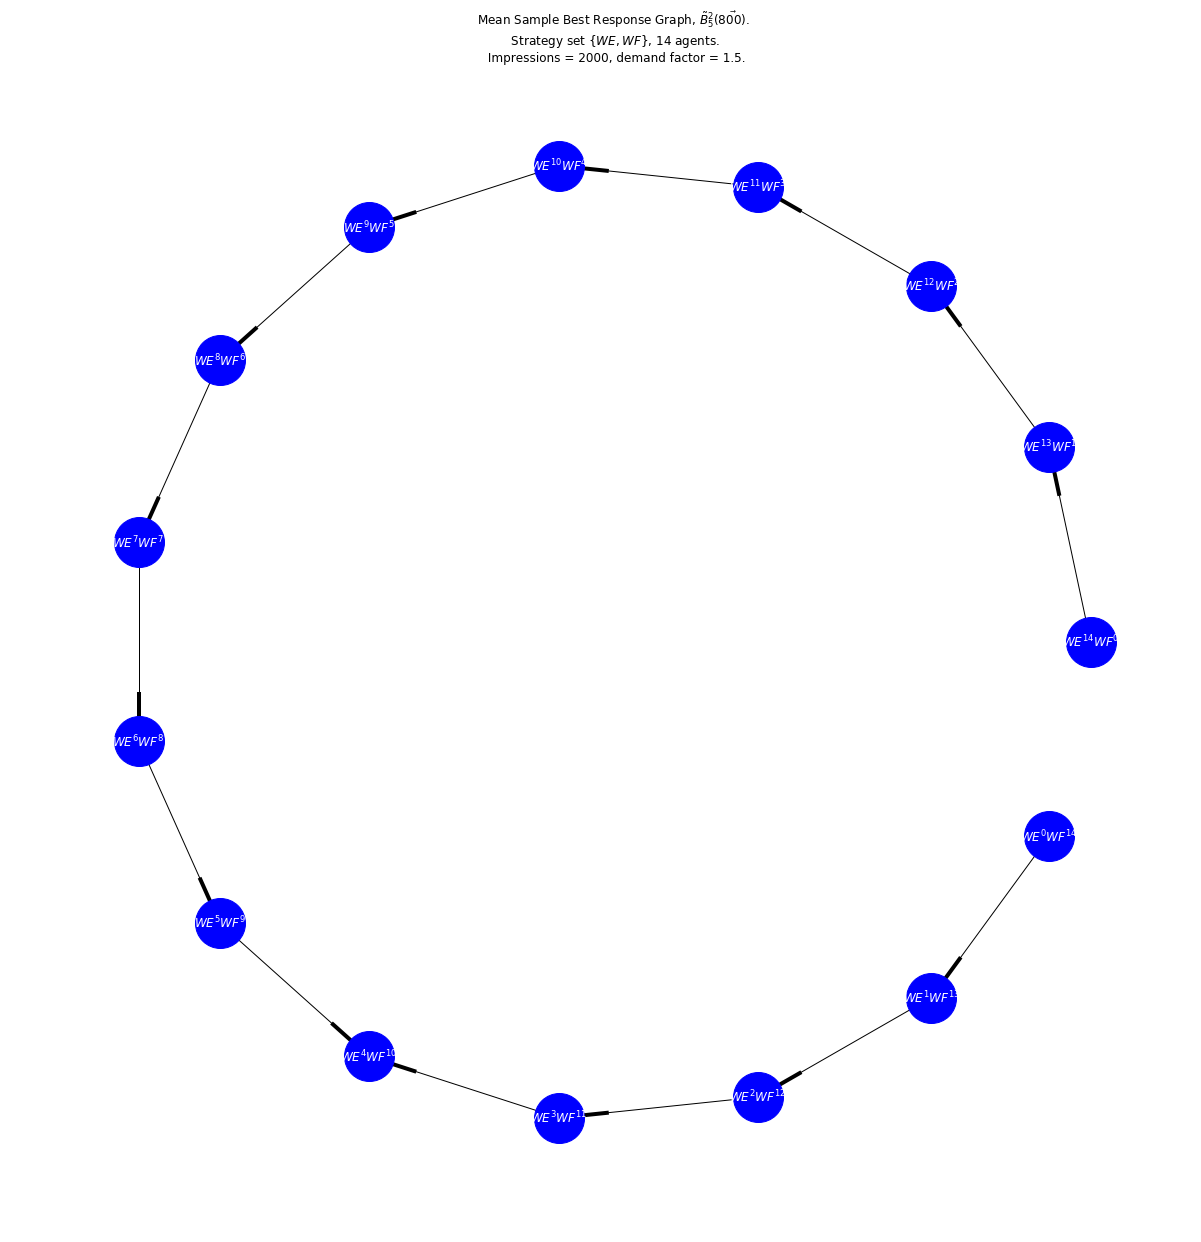 Mean Sample Best Response Graph, $\tilde{B}_5^2(\vec{800})$.
Strategy set {WE, WF}, 14 agents.
Impressions = 2000, demand factor = 1.5.
WE^{10}WF^4
WE^{11}WF^3
WE^9WF^5
WE^{12}WF^2
WE^8WF^6
WE^{13}WF^1
WE^7WF^7
WE^{14}WF^0
WE^6WF^8
WE^0WF^{14}
WE^5WF^9
WE^1WF^{13}
WE^4WF^{10}
WE^2WF^{12}
WE^3WF^{11}